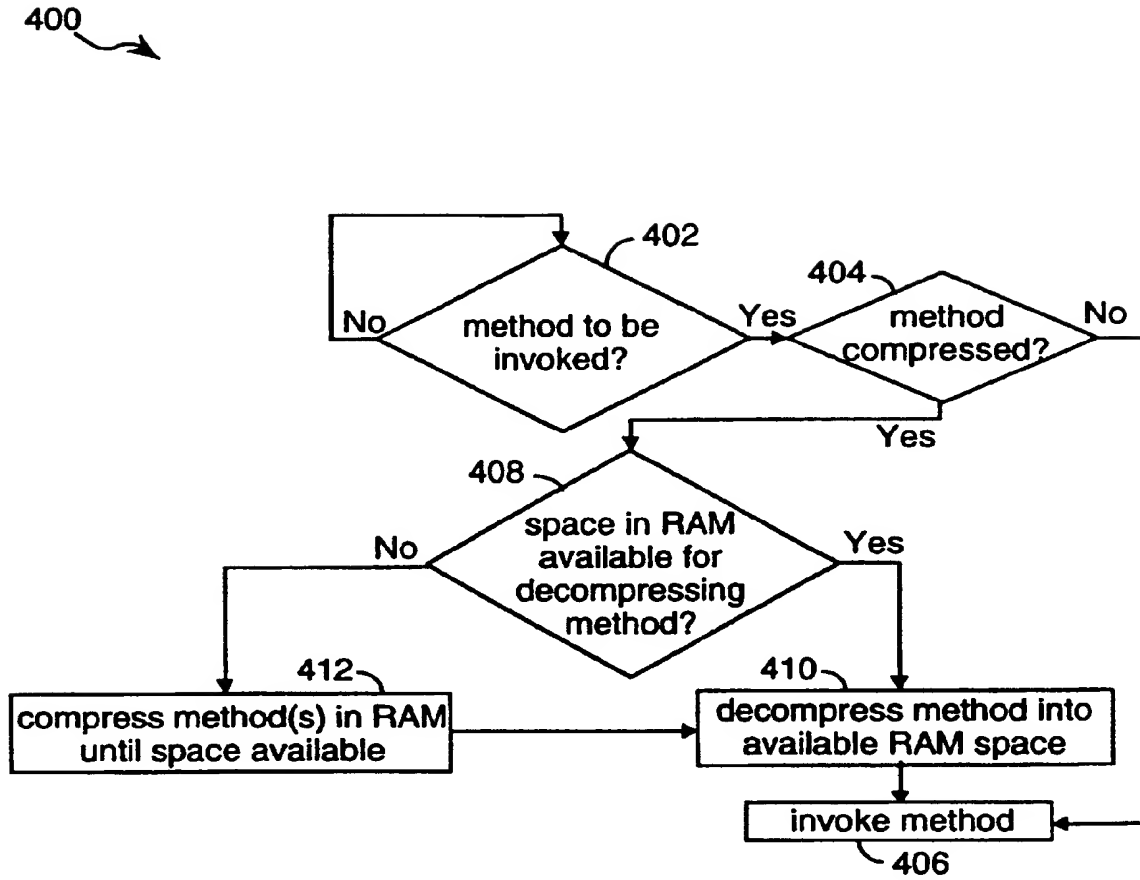 400
402
404
No
method to be
invoked?
Yes
method
compressed?
No
Yes
408
No
space in RAM
available for
decompressing
method?
Yes
412
compress method(s) in RAM
until space available
410
decompress method into
available RAM space
invoke method
406